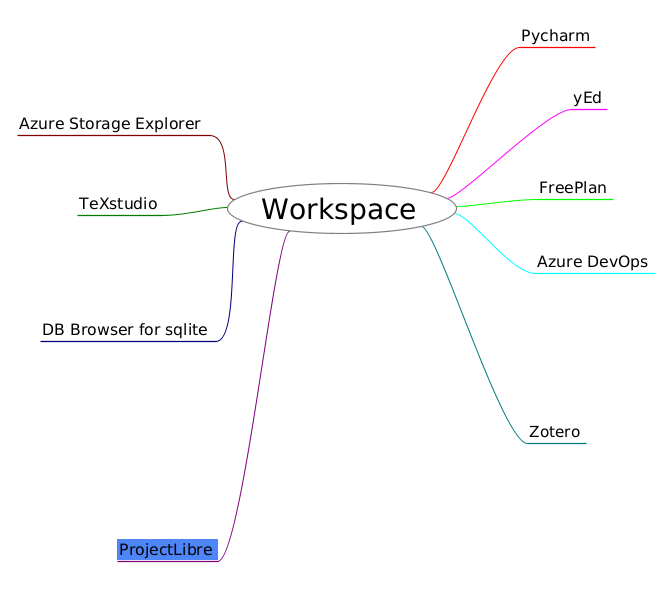 Pycharm
yEd
Azure Storage Explorer
FreePlan
TeXstudio
Workspace
Azure DevOps
DB Browser for sqlite
Zotero
ProjectLibre